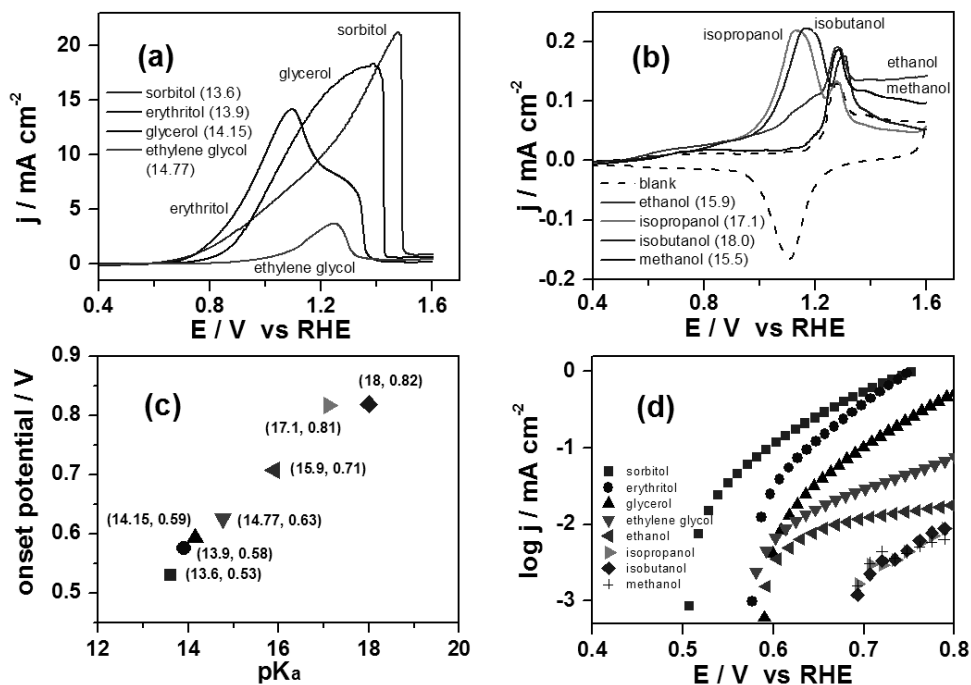 (a)
sorbitol
glycerol
sorbitol (13.6)
erythritol (13.9)
glycerol (14.15)
ethylene glycol
(14.77)
erythritol
ethylene glycol
20
15
10
5
0
j / mA cm-2
0.4 0.8 1.2 1.6
E / V vs RHE
(b)
isobutanol
isopropanol
ethanol
methanol
blank
ethanol (15.9)
isopropanol (17.1)
isobutanol (18.0)
methanol (15.5)
0.2
0.1
0.0
-0.1
-0.2
j / mA cm-2
0.4 0.8 1.2 1.6
E / V vs RHE
(c)
(18, 0.82)
(17.1, 0.81)
(15.9, 0.71)
(14.15, 0.59)
(14.77, 0.63)
(13.9, 0.58)
(13.6, 0.53)
0.9
0.8
0.7
0.6
0.5
0.4
onset potential / V
12 14 16 18 20
pKa
(d)
sorbitol
erythritol
glycerol
ethylene glycol
ethanol
isopropanol
isobutanol
methanol
0
-1
-2
-3
log j / mA cm-2
0.4 0.5 0.6 0.7 0.8
E / V vs RHE